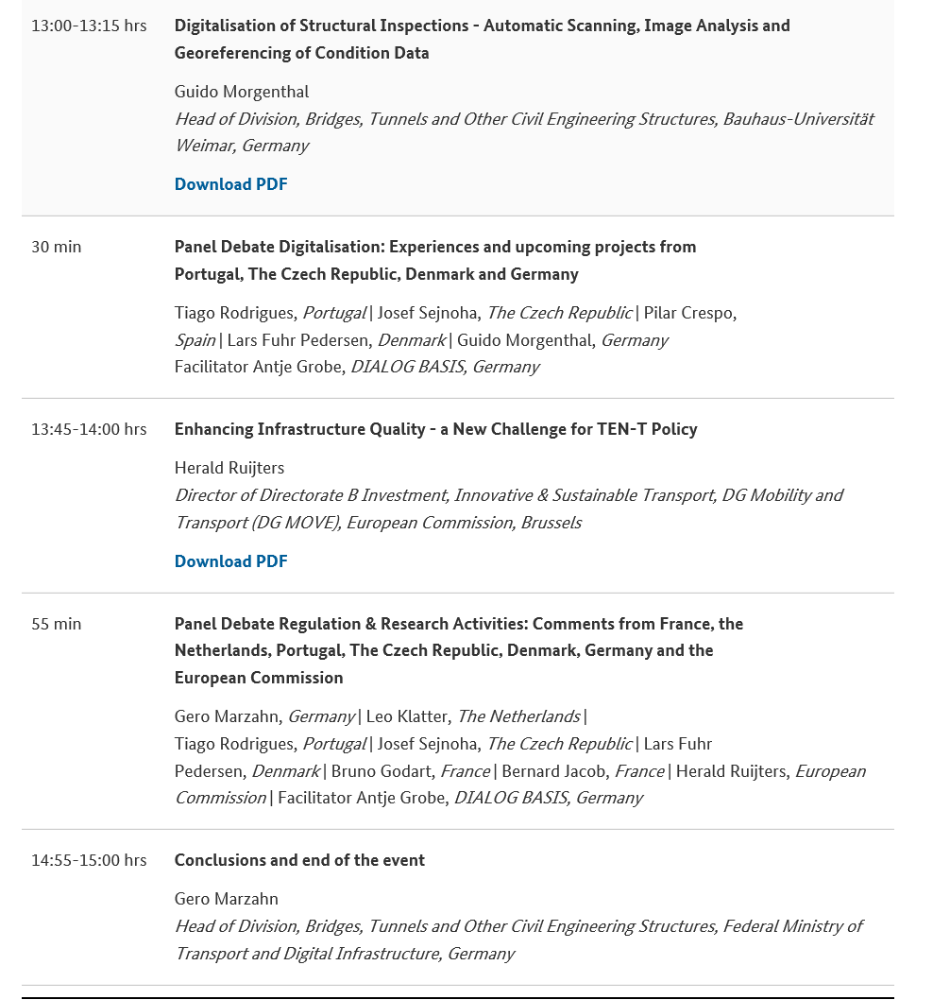 13:00-13:15 hrs
Digitalisation of Structural Inspections - Automatic Scanning, Image Analysis and
Georeferencing of Condition Data
Guido Morgenthal
Head of Division, Bridges, Tunnels and Other Civil Engineering Structures, Bauhaus-Universität
Weimar, Germany
Download PDF
30 min
Panel Debate Digitalisation: Experiences and upcoming projects from
Portugal, The Czech Republic, Denmark and Germany
Tiago Rodrigues, Portugal | Josef Sejnoha, The Czech Republic | Pilar Crespo,
Spain | Lars Fuhr Pedersen, Denmark | Guido Morgenthal, Germany
Facilitator Antje Grobe, DIALOG BASIS, Germany
13:45-14:00 hrs
Enhancing Infrastructure Quality - a New Challenge for TEN-T Policy
Herald Ruijters
Director of Directorate B Investment, Innovative & Sustainable Transport, DG Mobility and
Transport (DG MOVE), European Commission, Brussels
Download PDF
55 min
Panel Debate Regulation & Research Activities: Comments from France, the
Netherlands, Portugal, The Czech Republic, Denmark, Germany and the
European Commission
Gero Marzahn, Germany | Leo Klatter, The Netherlands |
Tiago Rodrigues, Portugal | Josef Sejnoha, The Czech Republic | Lars Fuhr
Pedersen, Denmark | Bruno Godart, France | Bernard Jacob, France | Herald Ruijters, European
Commission | Facilitator Antje Grobe, DIALOG BASIS, Germany
14:55-15:00 hrs
Conclusions and end of the event
Gero Marzahn
Head of Division, Bridges, Tunnels and Other Civil Engineering Structures, Federal Ministry of
Transport and Digital Infrastructure, Germany